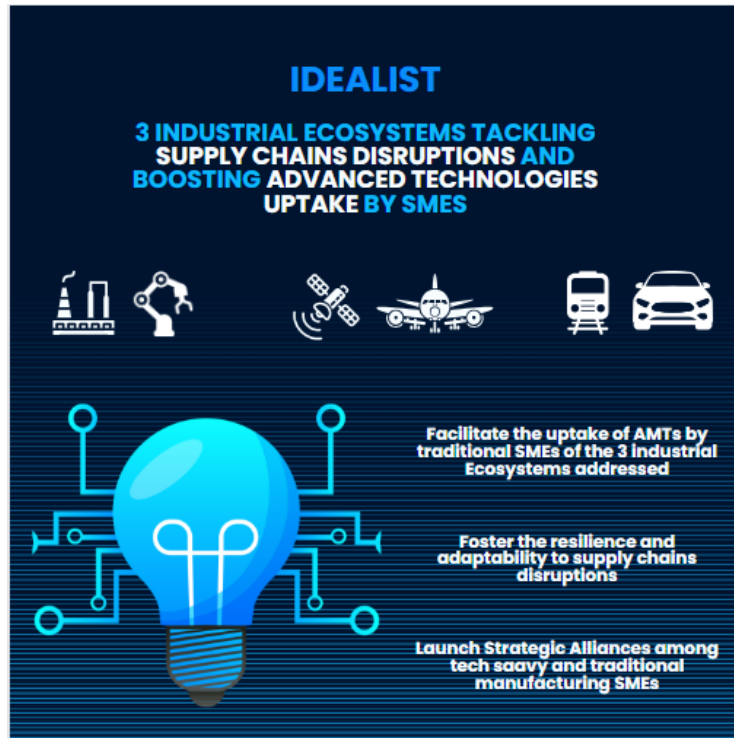 IDEALIST
3 INDUSTRIAL ECOSYSTEMS TACKLING
SUPPLY CHAINS DISRUPTIONS AND
BOOSTING ADVANCED TECHNOLOGIES
UPTAKE BY SMES
Facilitate the uptake of AMTs by
traditional SMEs of the 3 industrial
Ecosystems addressed
Foster the resilience and
adaptability to supply chains
disruptions
Launch Strategic Alliances among
tech saavy and traditional
manufacturing SMEs